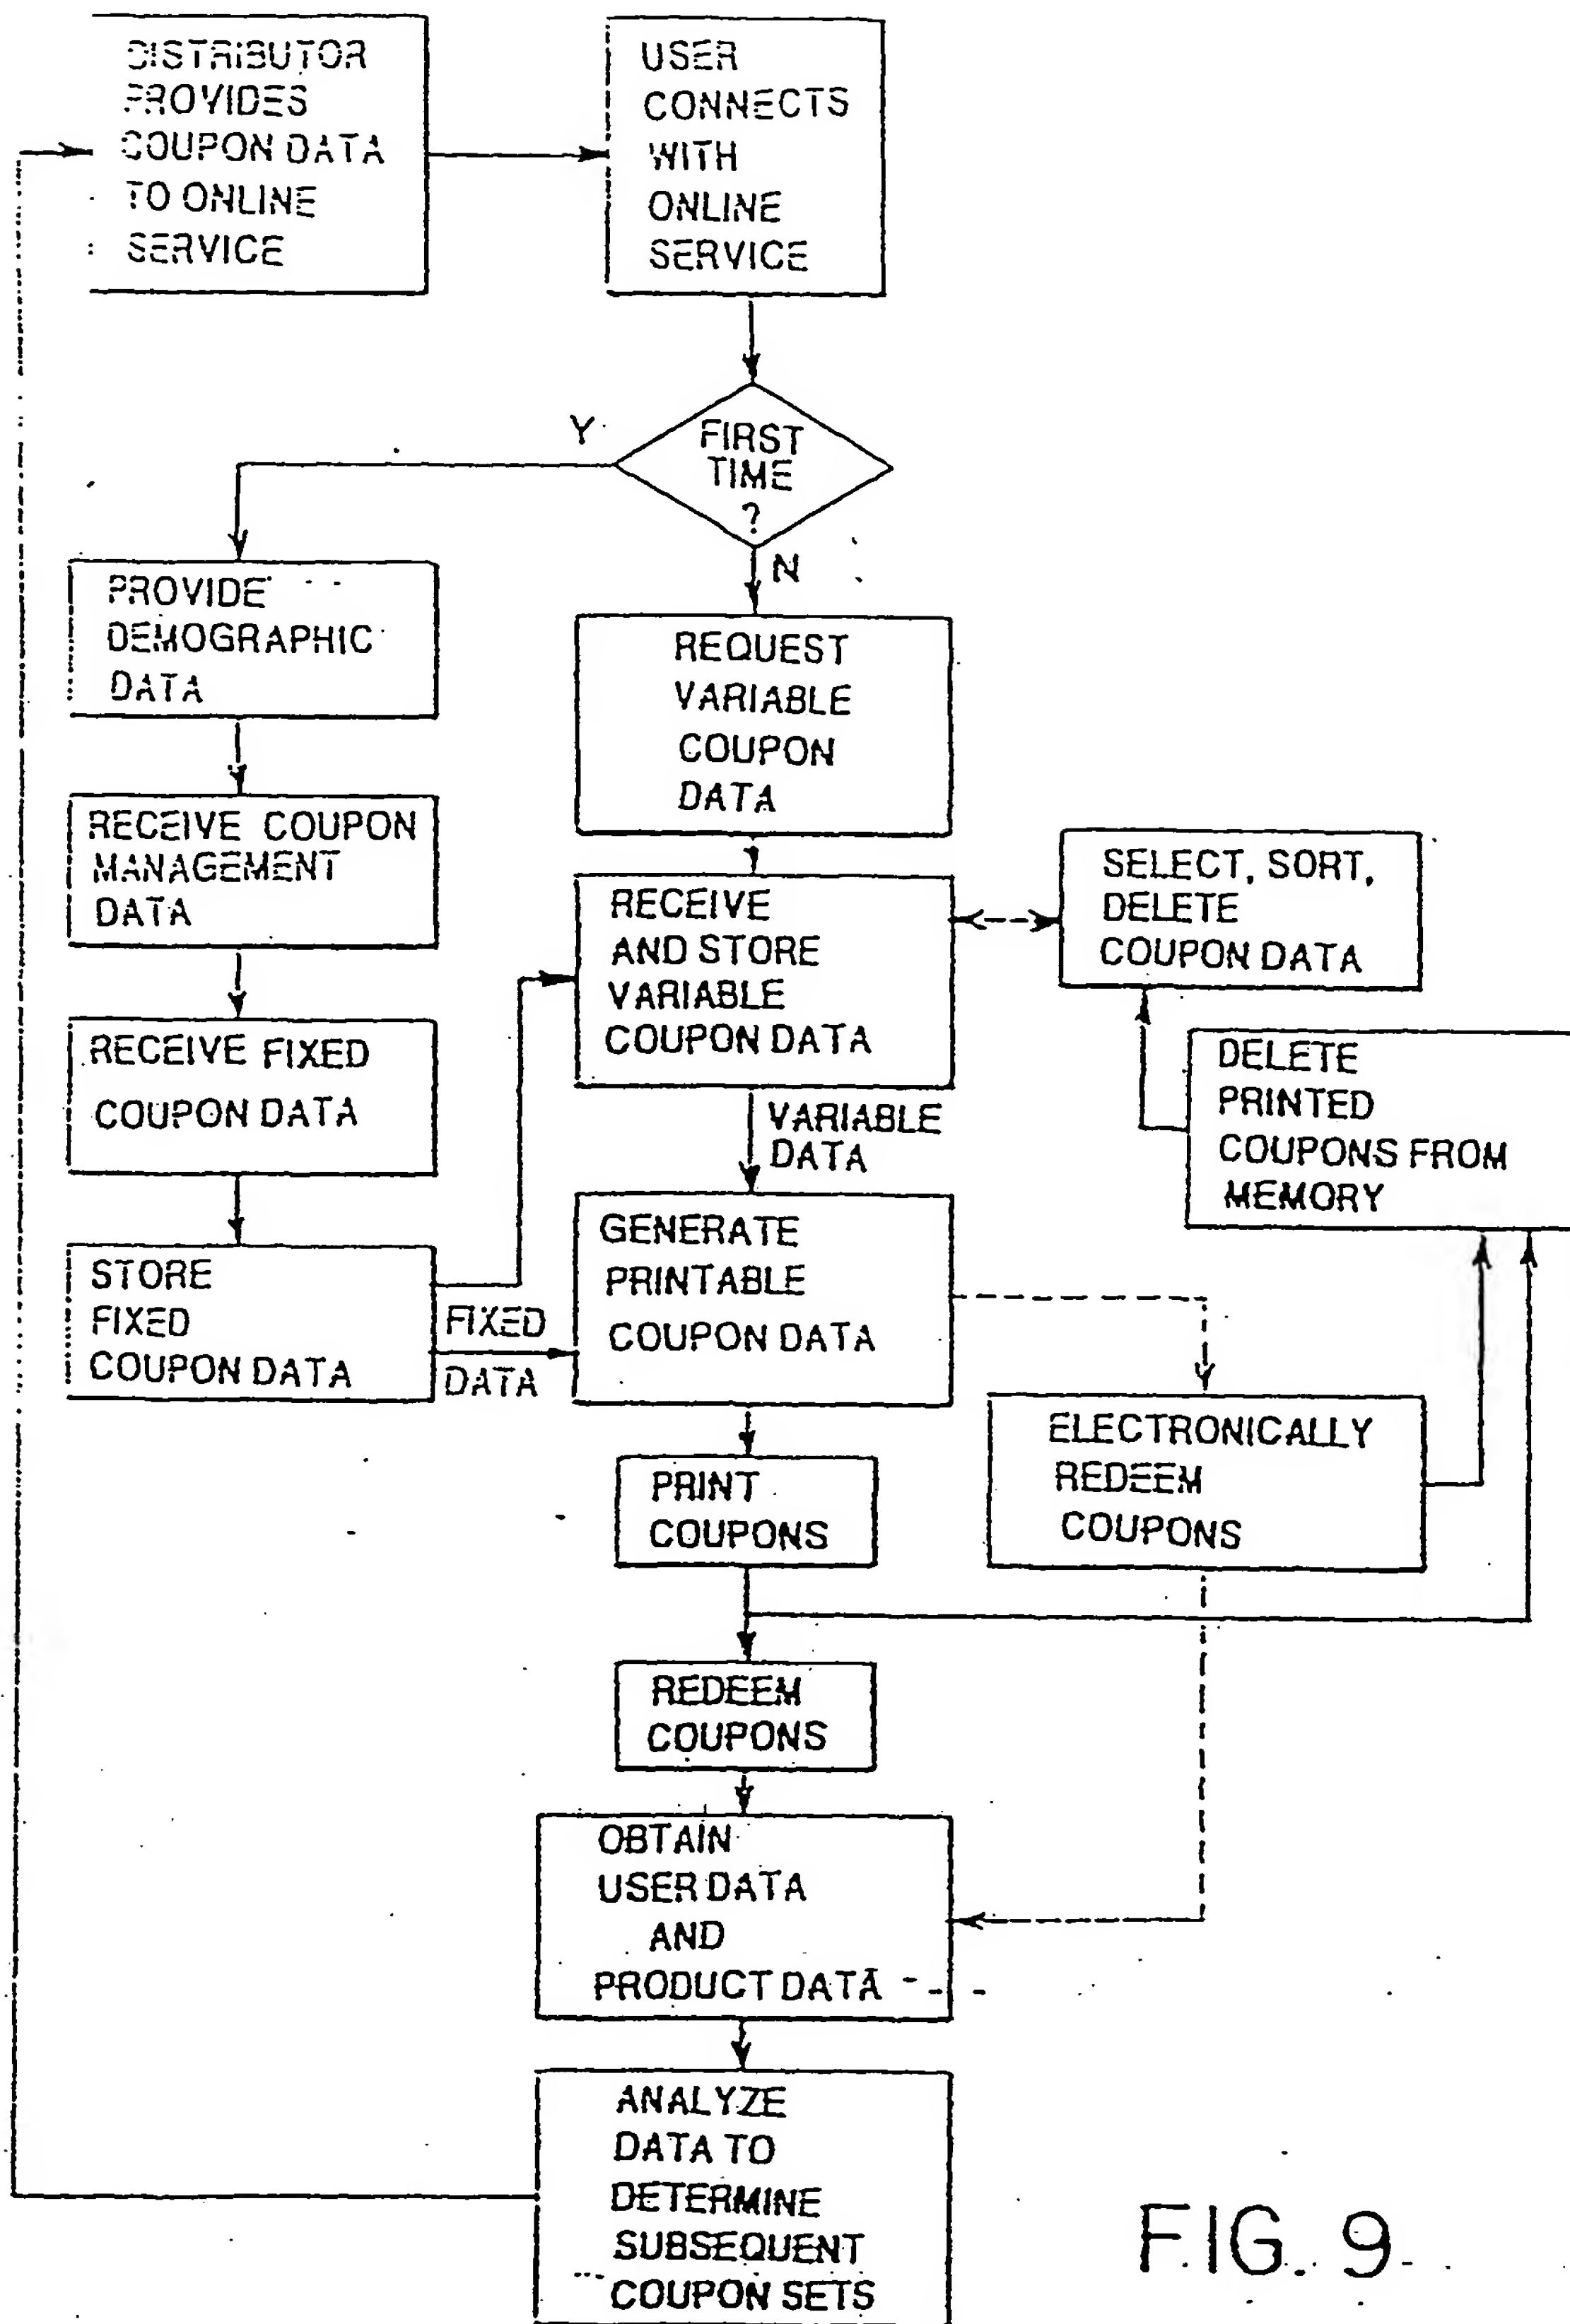 DISTRIBUTOR
PROVIDES
COUPON DATA
TO ONLINE
SERVICE
USER
CONNECTS
WITH
ONLINE
SERVICE
FIRST
TIME
?
Y
N
PROVIDE
DEMOGRAPHIC
DATA
REQUEST
VARIABLE
COUPON
DATA
RECEIVE COUPON
MANAGEMENT
DATA
RECEIVE
AND STORE
VARIABLE
COUPON DATA
SELECT, SORT,
DELETE
COUPON DATA
RECEIVE FIXED
COUPON DATA
DELETE
PRINTED
COUPONS FROM
MEMORY
VARIABLE
DATA
STORE
FIXED
COUPON DATA
FIXED
DATA
GENERATE
PRINTABLE
COUPON DATA
ELECTRONICALLY
REDEEM
COUPONS
PRINT
COUPONS
REDEEM
COUPONS
OBTAIN
USER DATA
AND
PRODUCT DATA
ANALYZE
DATA TO
DETERMINE
SUBSEQUENT
COUPON SETS
FIG. 9